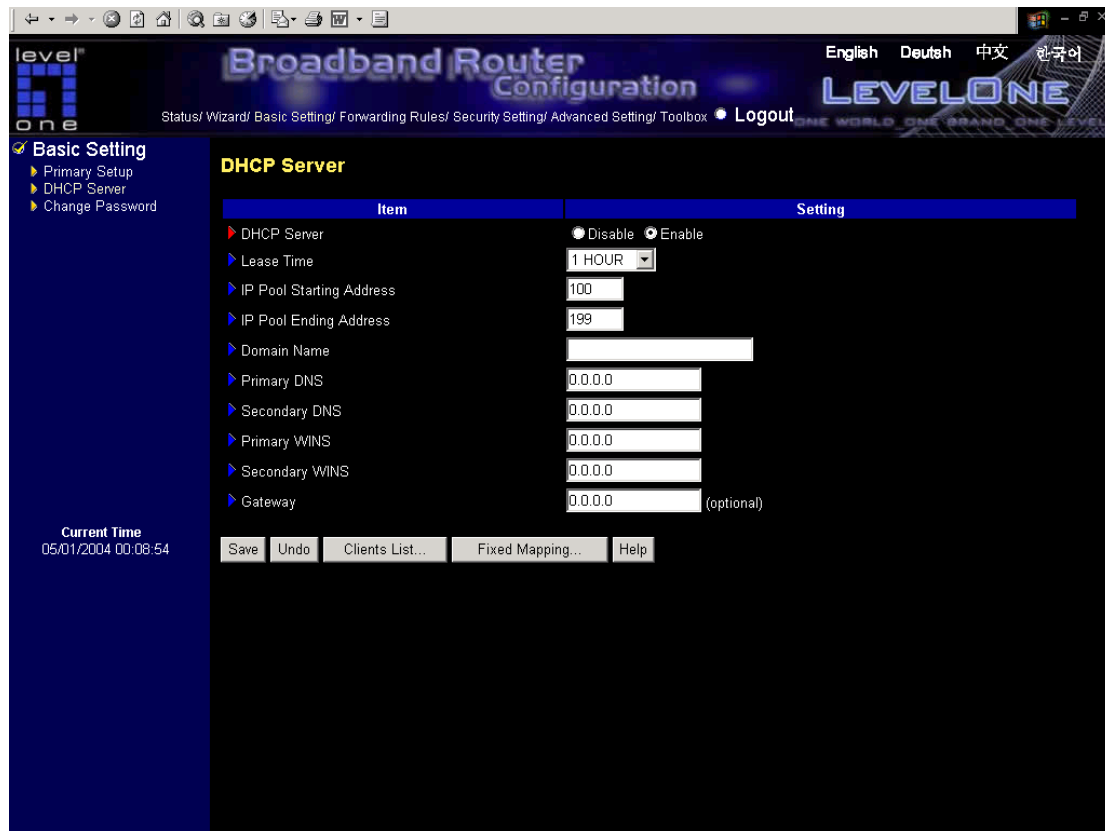 level
one
Broadband Router
Configuration
English Deutsh 中文 한국어
LEVELONE
ONE WORLD_ONE BRAND_ONE LEVEL
Status/ Wizard/ Basic Setting/ Forwarding Rules/ Security Setting/ Advanced Setting/ Toolbox Logout
Basic Setting
Primary Setup
DHCP Server
Change Password
DHCP Server
Item Setting
DHCP Server Disable Enable
Lease Time 1 HOUR
IP Pool Starting Address 100
IP Pool Ending Address 199
Domain Name
Primary DNS 0.0.0.0
Secondary DNS 0.0.0.0
Primary WINS 0.0.0.0
Secondary WINS 0.0.0.0
Gateway 0.0.0.0 (optional)
Current Time
05/01/2004 00:08:54
Save Undo Clients List... Fixed Mapping... Help